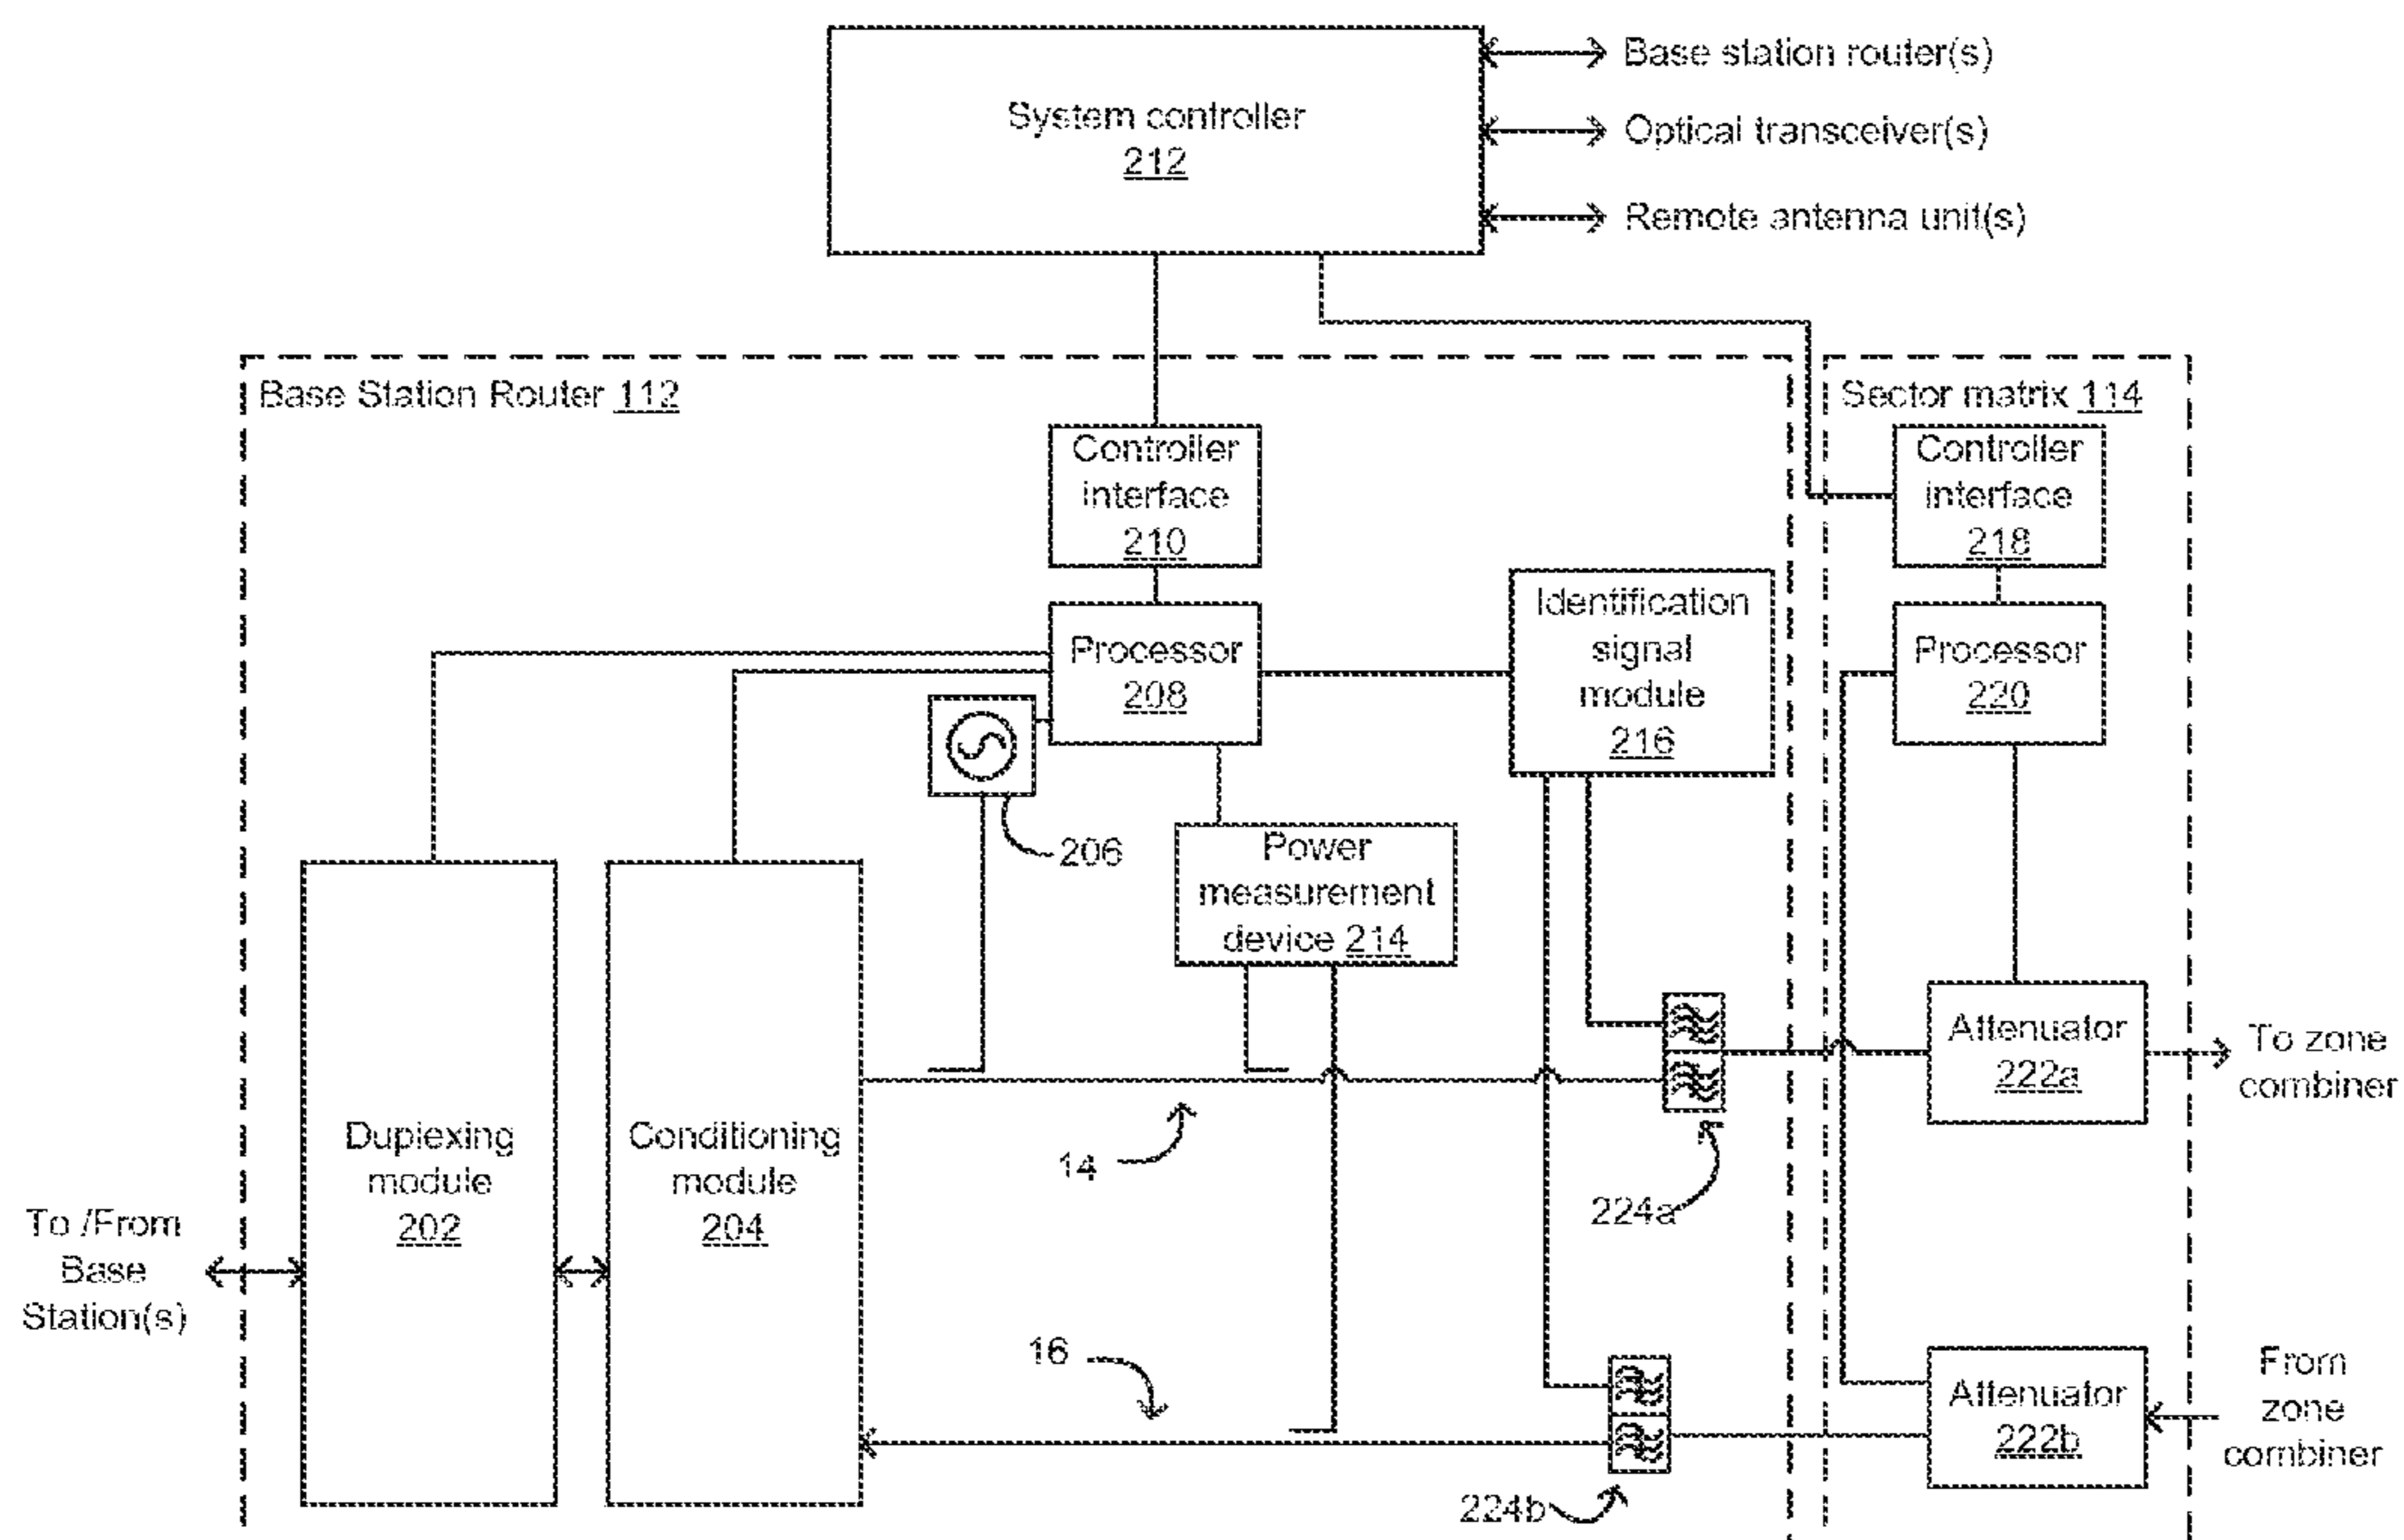 System controller
212
Base station router(s)
Optical transceiver(s)
Remote antenna unit(s)
Base Station Router 112
Sector matrix 114
Controller
interface
210
Controller
interface
218
Processor
208
Identification
signal
module
216
Processor
220
206
Power
measurement
device 214
Attenuator
222a
To zone
combiner
Duplexing
module
202
Conditioning
module
204
14
224a
To /From
Base
Station(s)
16
Attenuator
222b
From
zone
combiner
224b